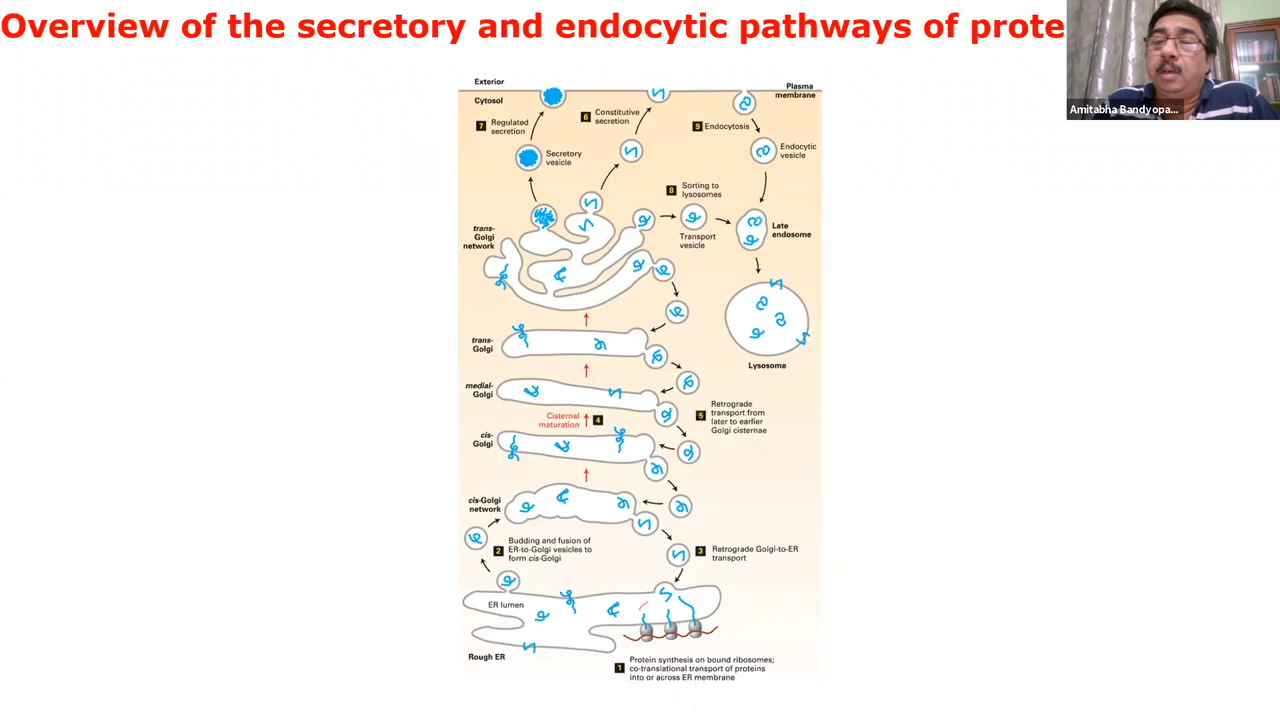 Overview of the secretory and endocytic pathways of prote
Amitabha Bandyopa...
Exterior
Plasma
membrane
Cytosol
7 Regulated
secretion
6 Constitutive
secretion
9 Endocytosis
Secretory
vesicle
Endocytic
vesicle
8 Sorting to
lysosomes
trans-
Golgi
network
Transport
vesicle
Late
endosome
trans-
Golgi
Lysosome
medial-
Golgi
Cisternal
maturation
4
5 Retrograde
transport from
later to earlier
Golgi cisternae
cis-
Golgi
cis-Golgi
network
2 Budding and fusion of
ER-to-Golgi vesicles to
form cis-Golgi
3 Retrograde Golgi-to-ER
transport
ER lumen
Rough ER
1 Protein synthesis on bound ribosomes;
co-translational transport of proteins
into or across ER membrane